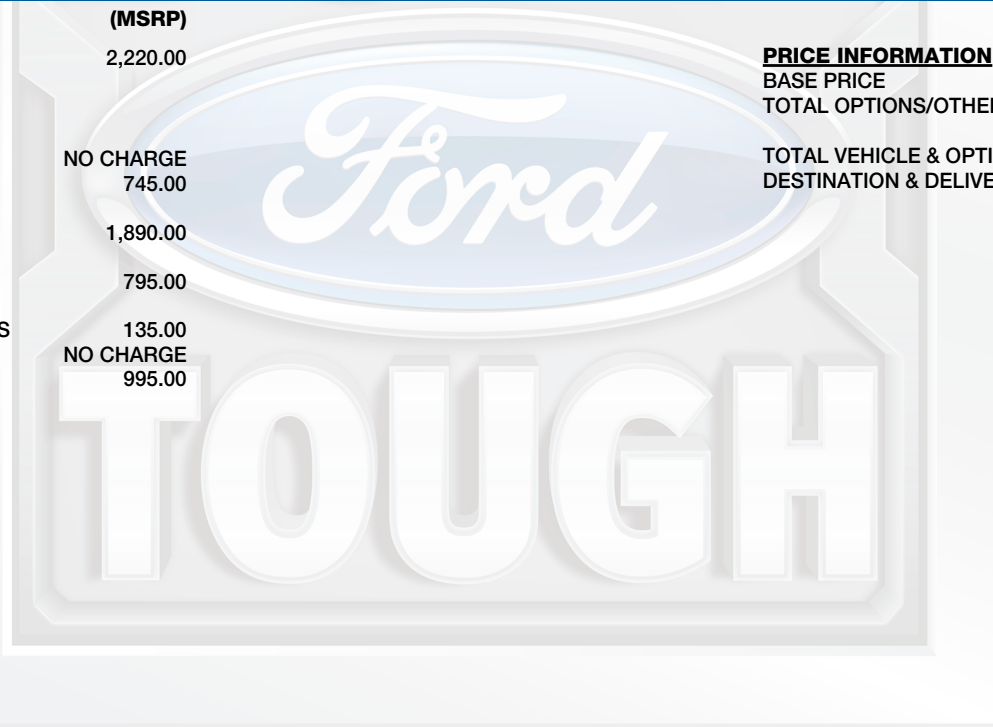 (MSRP)
2,220.00
NO CHARGE
745.00
1,890.00
795.00
S 135.00
NO CHARGE
995.00
PRICE INFORMATION
BASE PRICE
TOTAL OPTIONS/OTHER
TOTAL VEHICLE & OPTI
DESTINATION & DELIVE
Ford
TOUGH